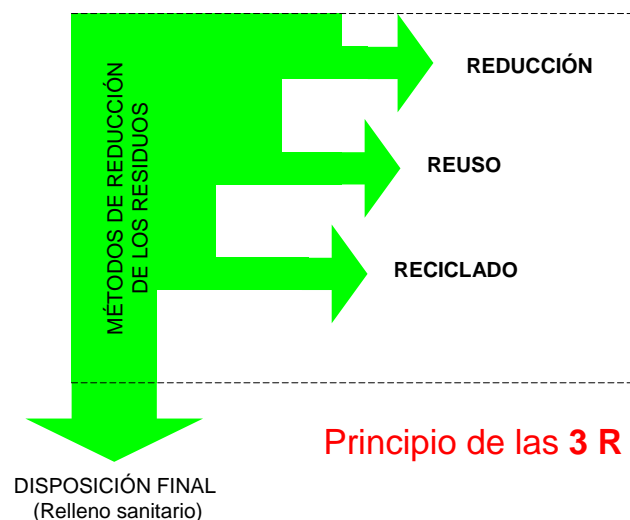 REDUCCIÓN
MÉTODOS DE REDUCCIÓN
DE LOS RESIDUOS
REUSO
RECICLADO
Principio de las 3 R
DISPOSICIÓN FINAL
(Relleno sanitario)